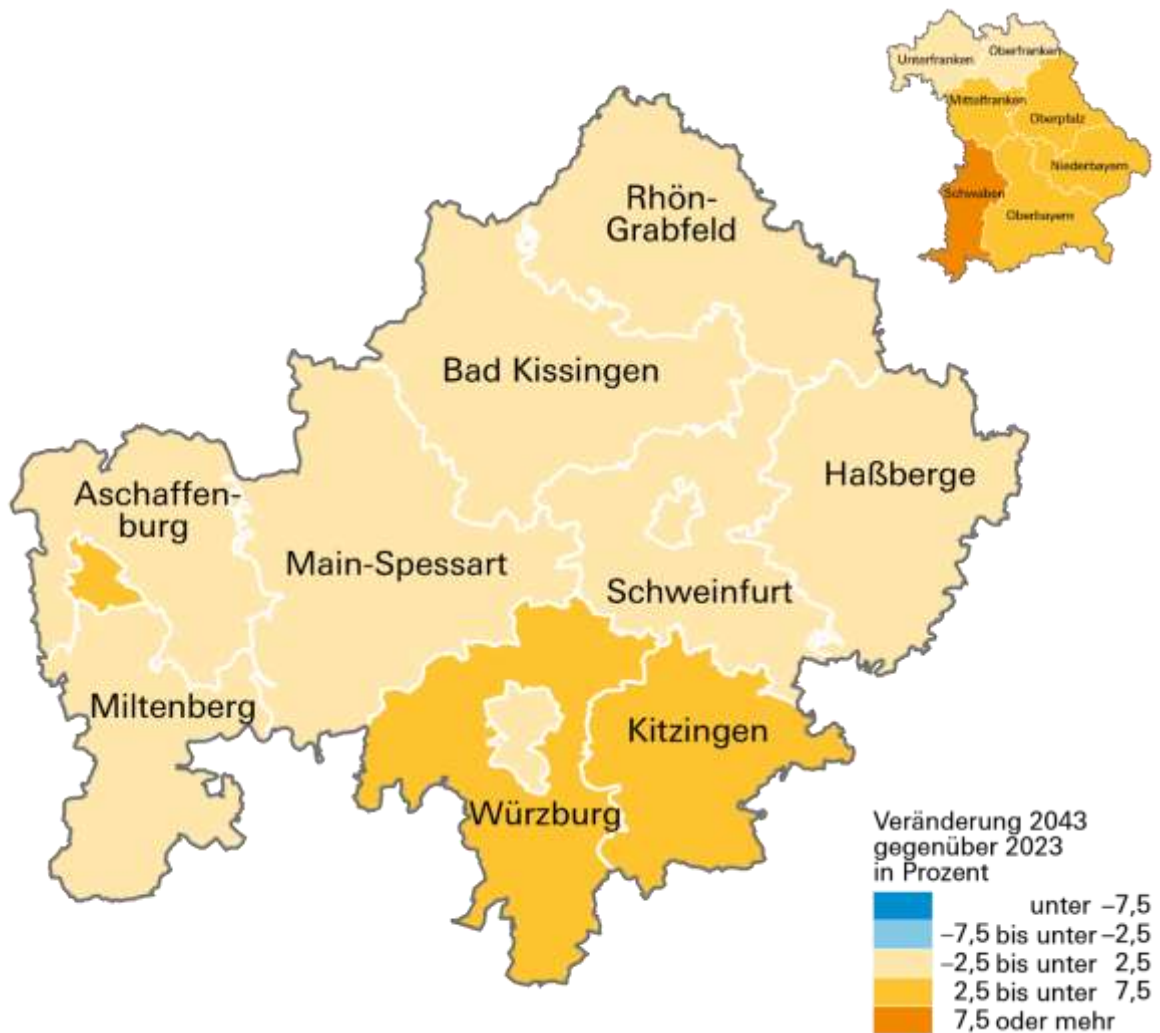 Oberfranken
Unterfranken
Mittelfranken
Oberpfalz
Niederbayern
Schwaben
Oberbayern
Rhön-
Grabfeld
Bad Kissingen
Haßberge
Aschaffen-
burg
Main-Spessart
Schweinfurt
Miltenberg
Kitzingen
Würzburg
Veränderung 2043
gegenüber 2023
in Prozent
unter –7,5
–7,5 bis unter –2,5
–2,5 bis unter 2,5
2,5 bis unter 7,5
7,5 oder mehr